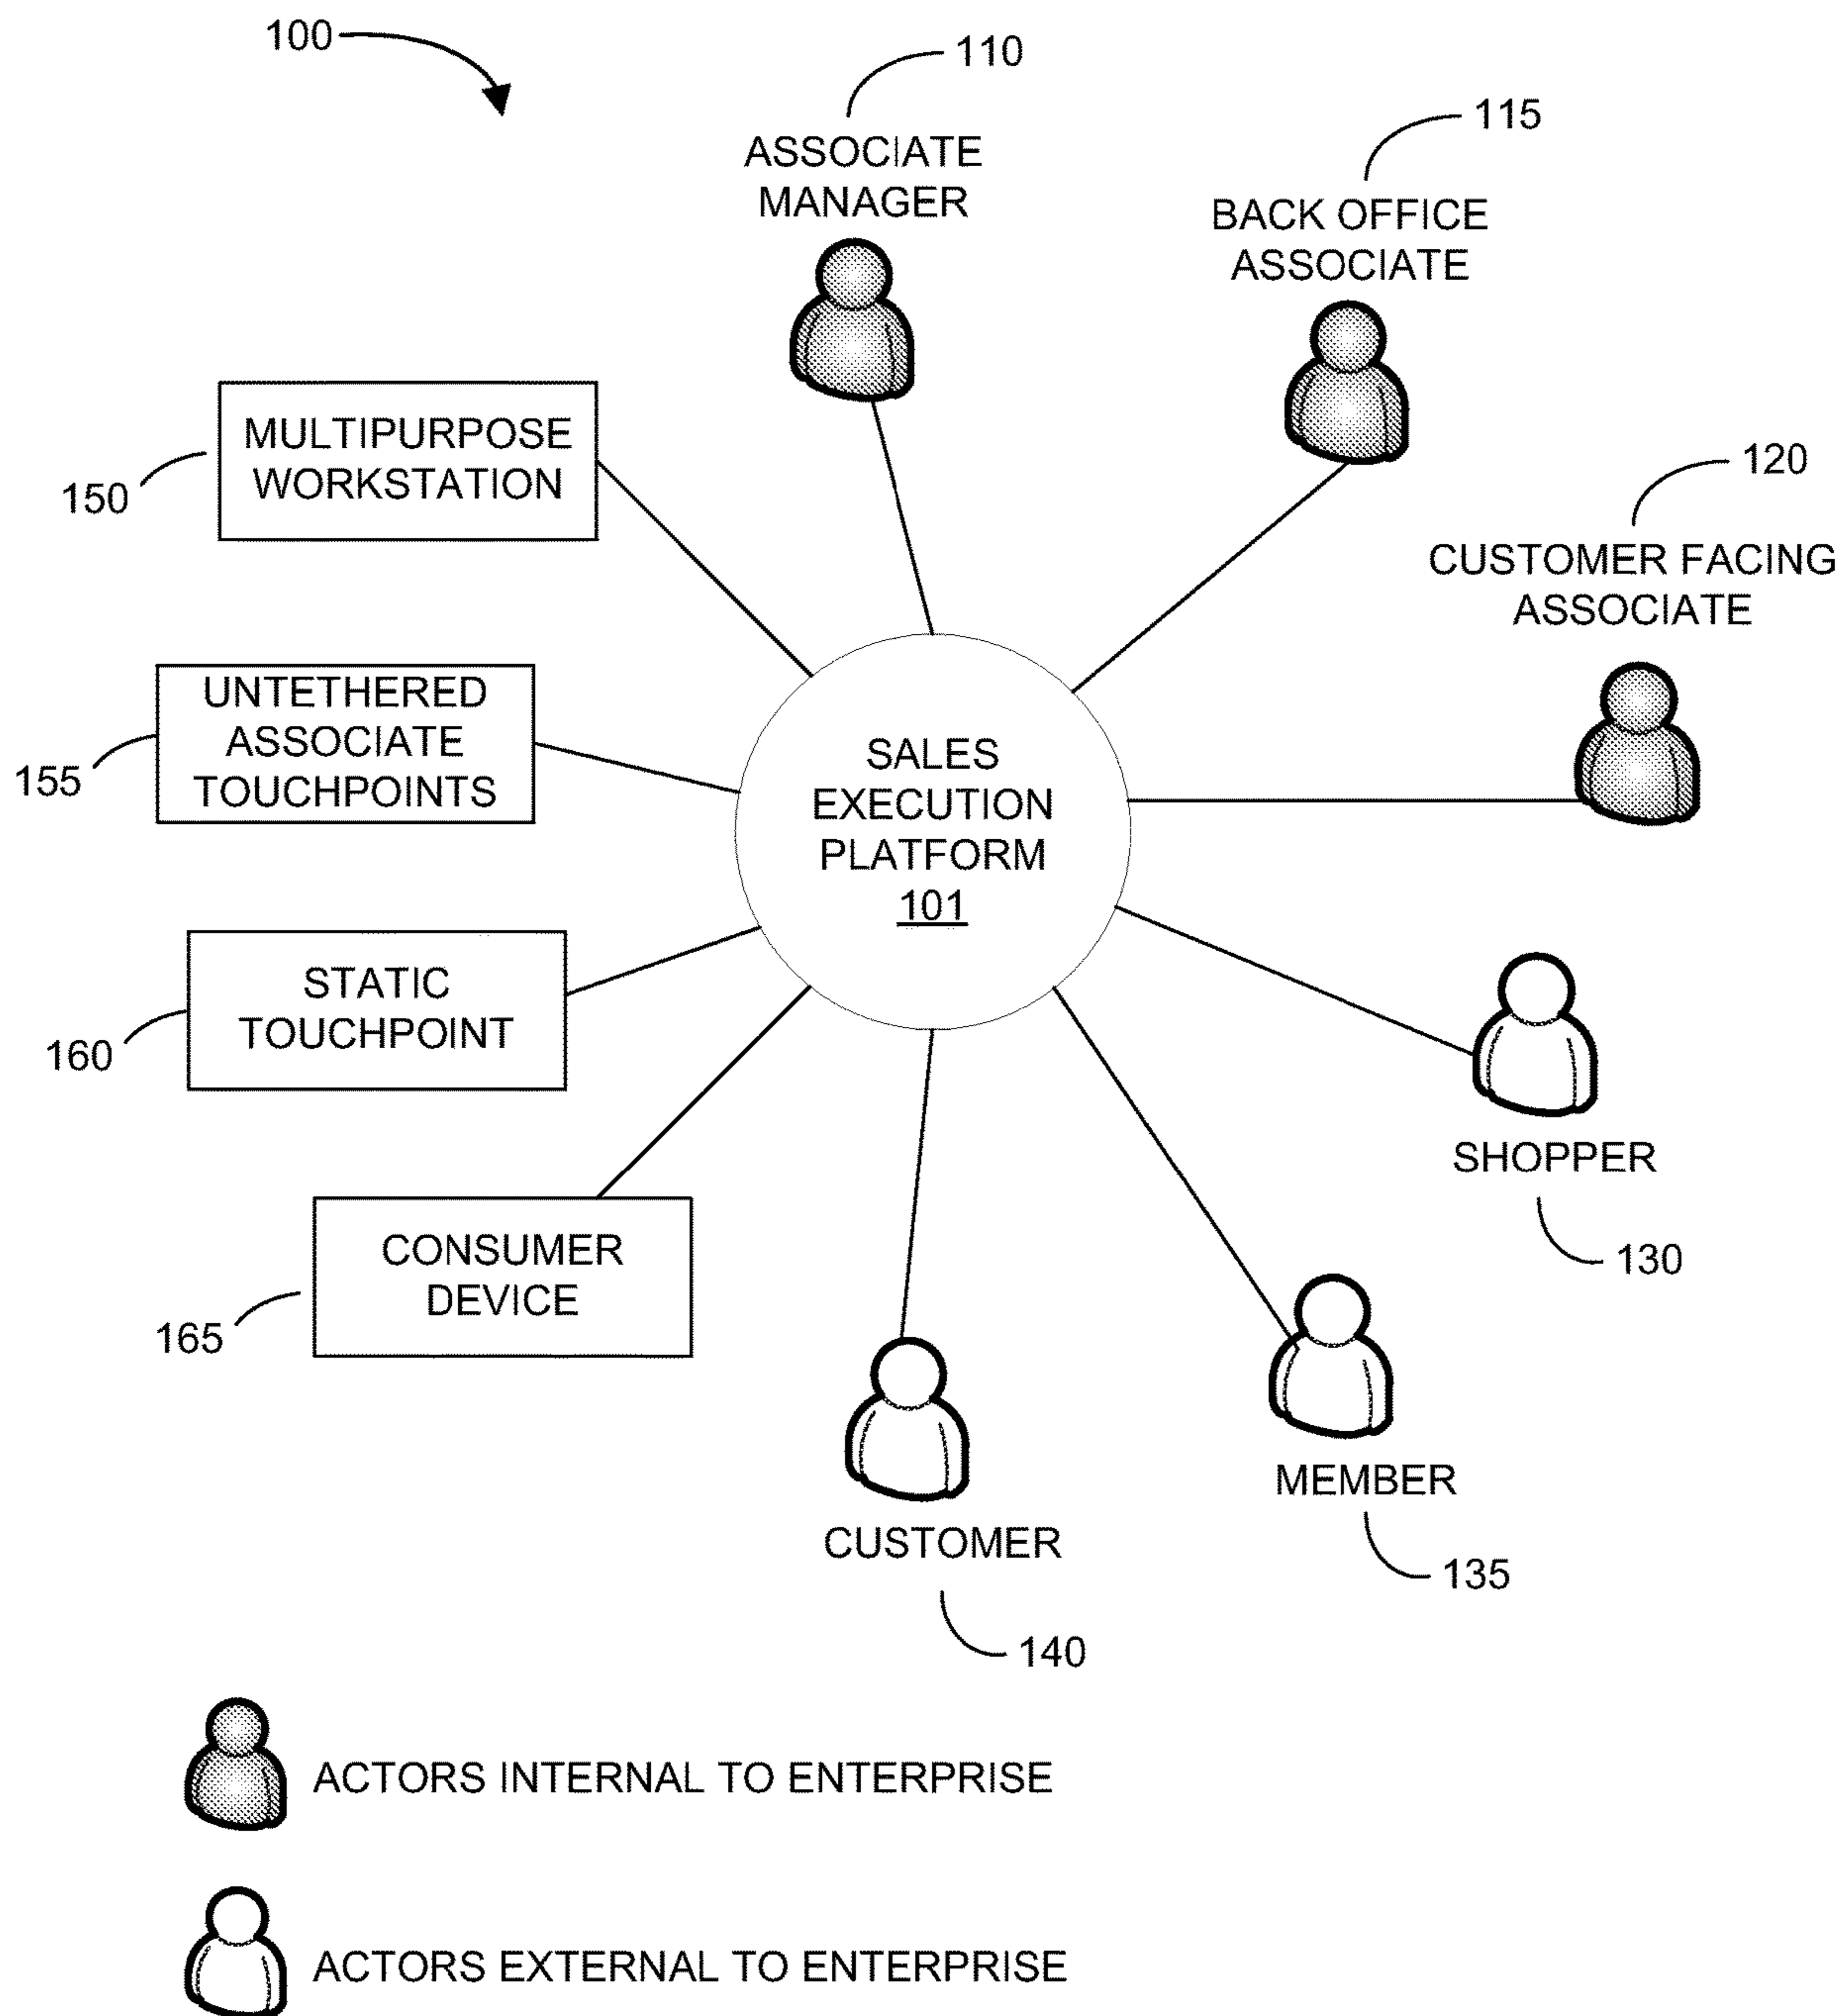 100
110
ASSOCIATE
MANAGER
115
BACK OFFICE
ASSOCIATE
120
CUSTOMER FACING
ASSOCIATE
MULTIPURPOSE
WORKSTATION
150
UNTETHERED
ASSOCIATE
TOUCHPOINTS
155
SALES
EXECUTION
PLATFORM
101
STATIC
TOUCHPOINT
160
SHOPPER
130
CONSUMER
DEVICE
165
MEMBER
135
CUSTOMER
140
ACTORS INTERNAL TO ENTERPRISE
ACTORS EXTERNAL TO ENTERPRISE